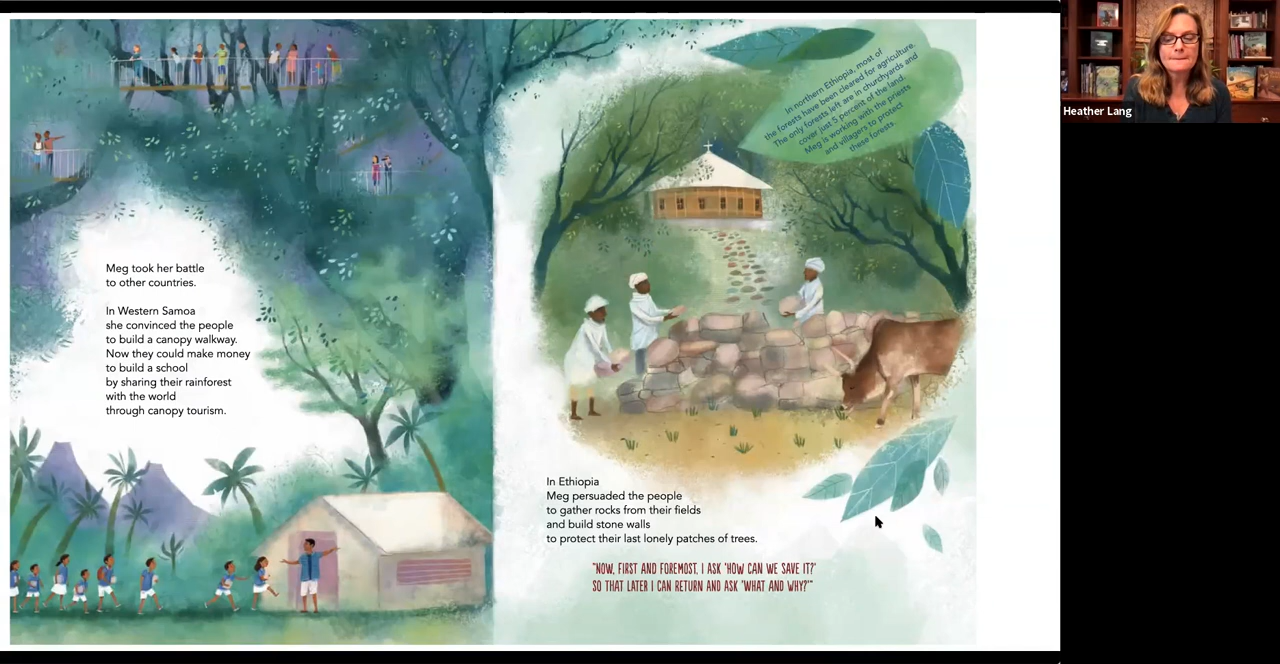 Meg took her battle
to other countries.
In Western Samoa
she convinced the people
to build a canopy walkway.
Now they could make money
to build a school
by sharing their rainforest
with the world
through canopy tourism.
In northern Ethiopia, most of
the forests have been cleared for agriculture.
The only forests left are in churchyards and
cover just 5 percent of the land.
Meg is working with the priests
and villagers to protect
these forests.
In Ethiopia
Meg persuaded the people
to gather rocks from their fields
and build stone walls
to protect their last lonely patches of trees.
"NOW, FIRST AND FOREMOST, I ASK 'HOW CAN WE SAVE IT?'
SO THAT LATER I CAN RETURN AND ASK 'WHAT AND WHY?'"
Heather Lang